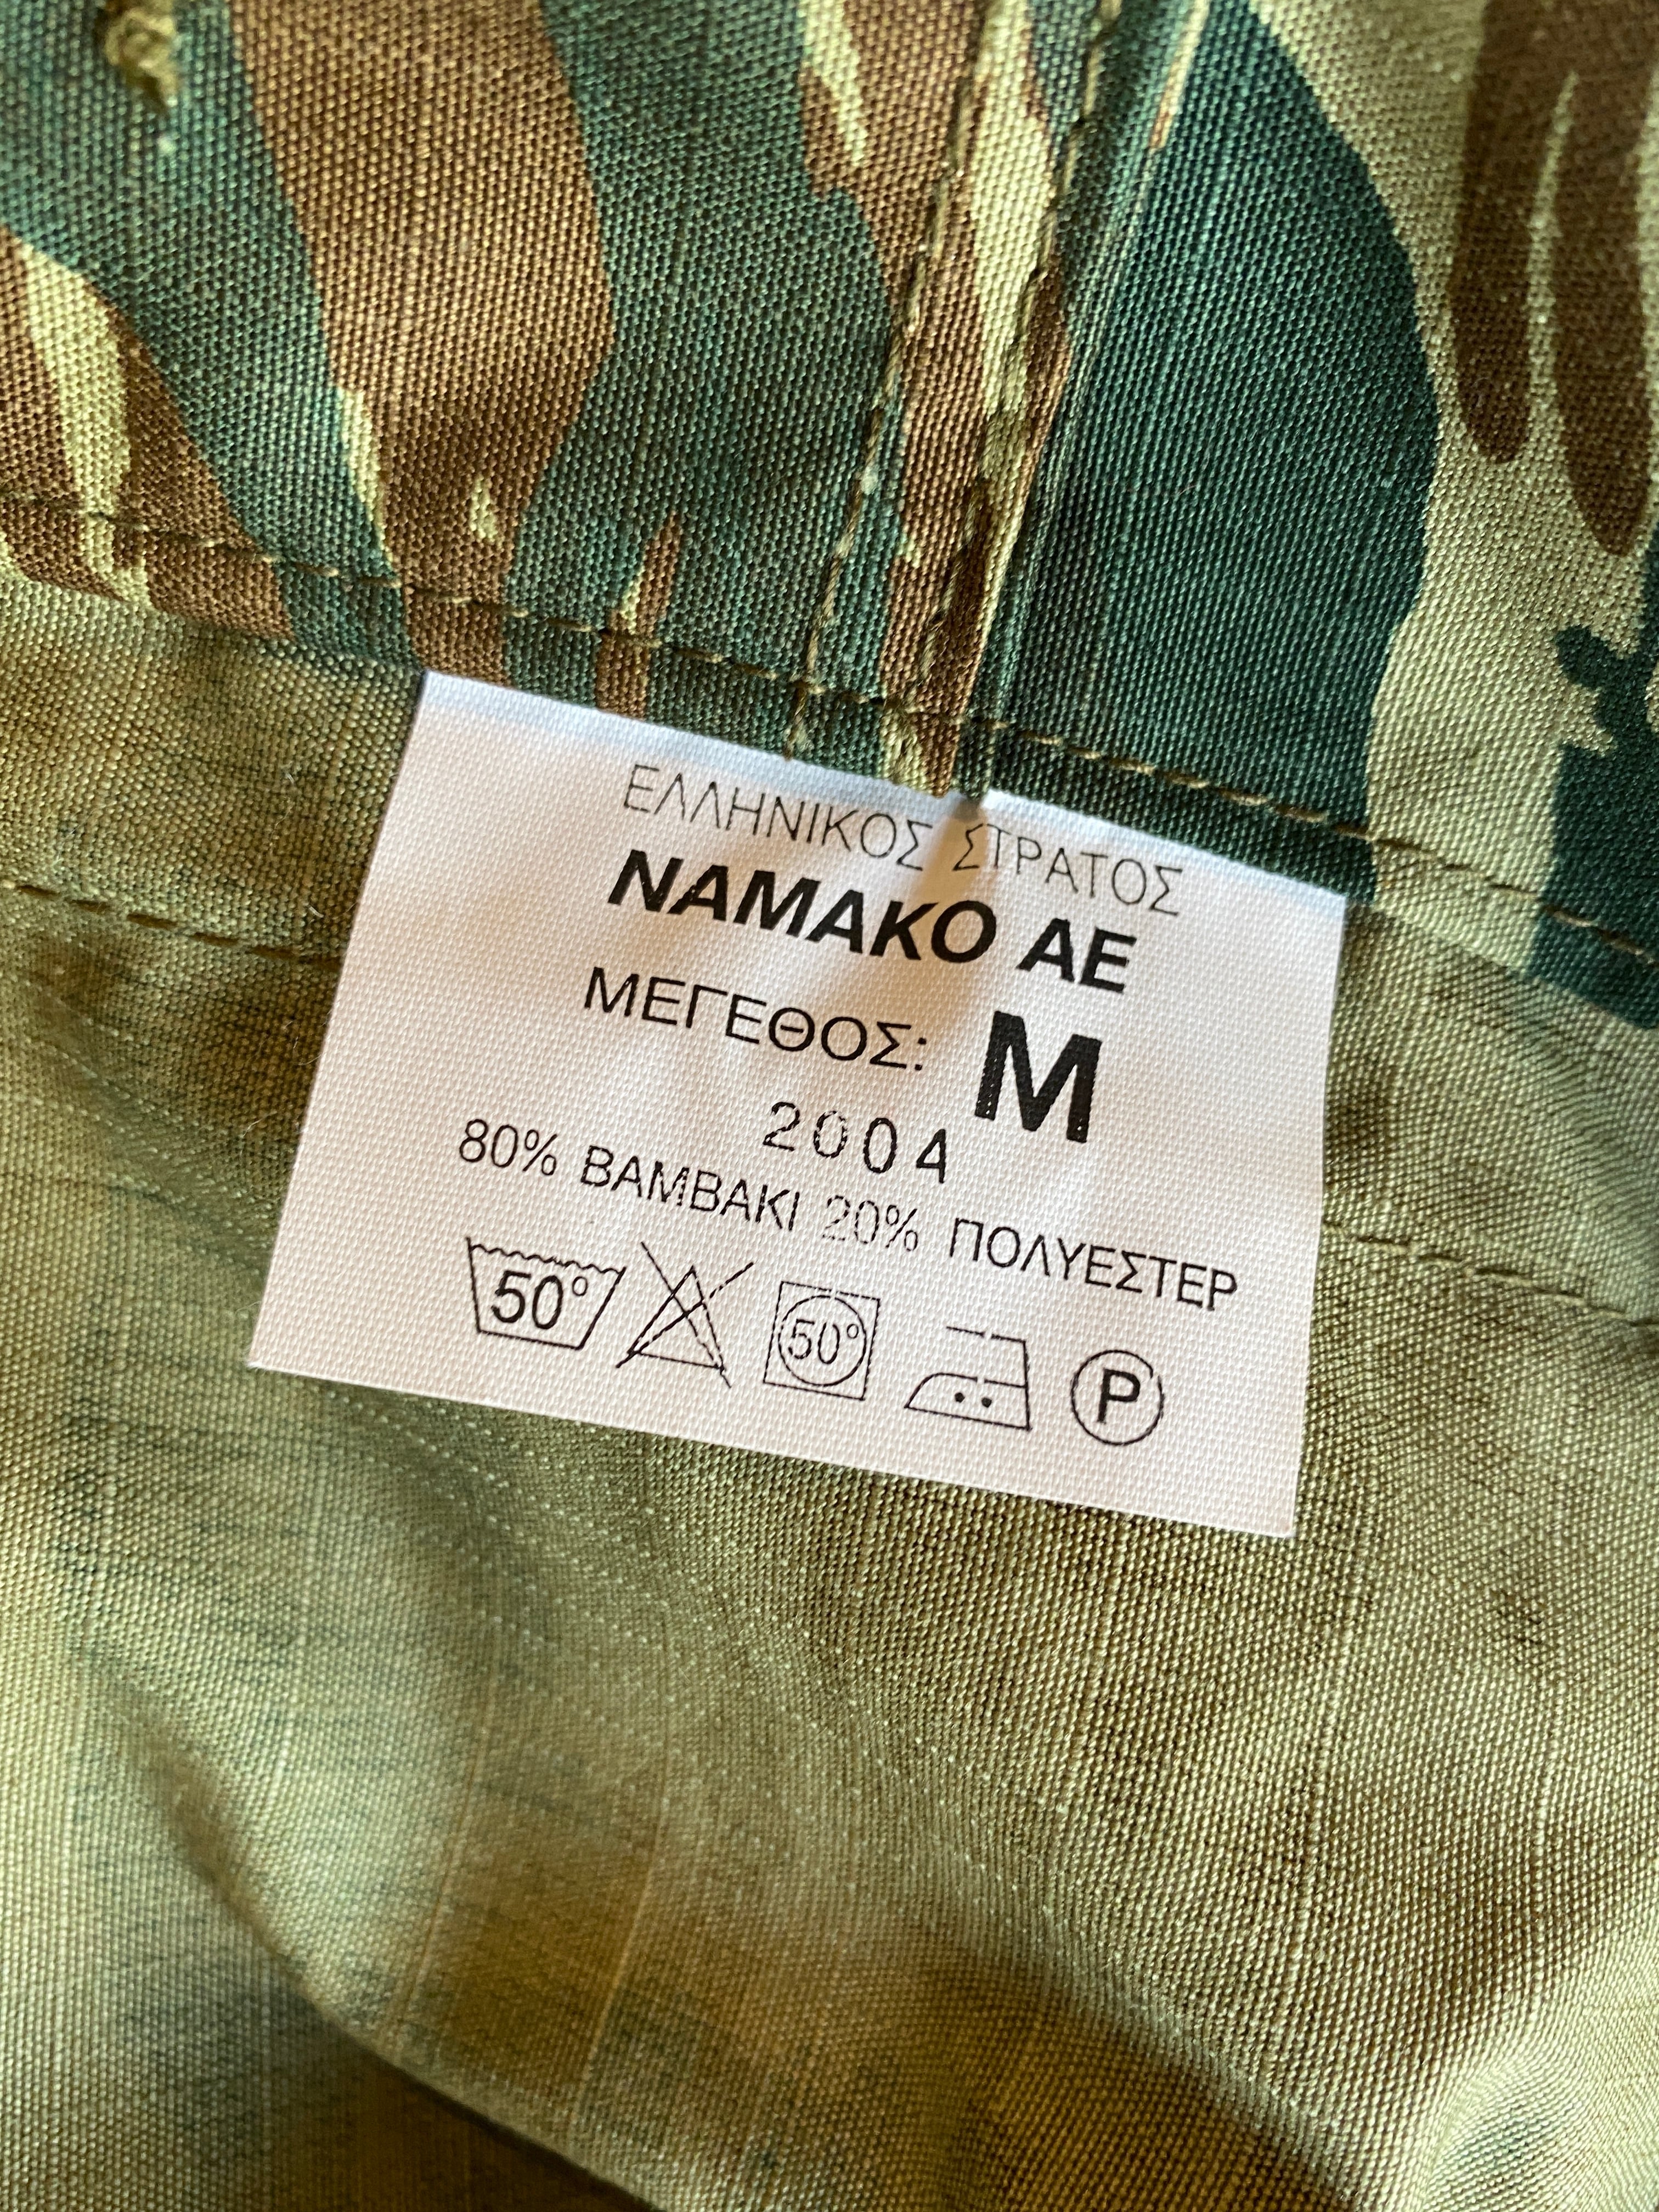 ΕΛΛΗΝΙΚΟΣ ΣΤΡΑΤΟΣ
ΝΑΜΑΚΟ ΑΕ
ΜΕΓΕΘΟΣ: M
2004
80% ΒΑΜΒΑΚΙ 20% ΠΟΛΥΕΣΤΕΡ
50° 50° P